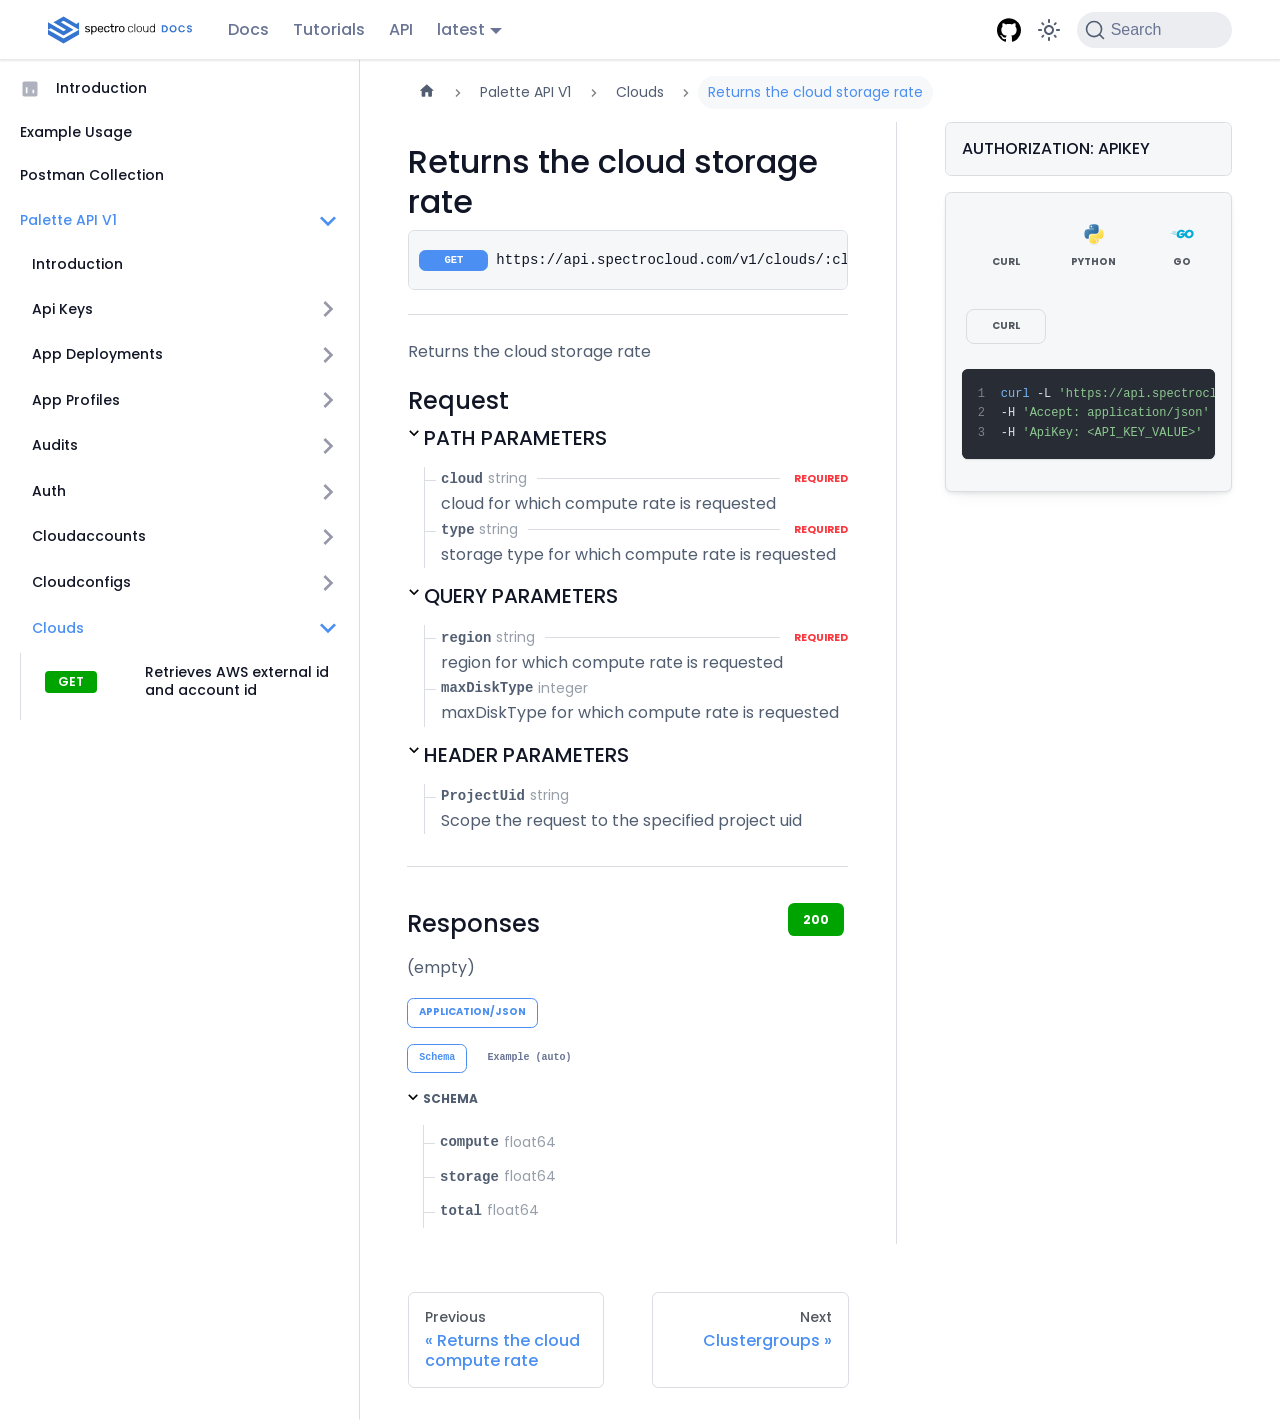 spectro cloud DOCS
Docs
Tutorials
API
latest
Search
Introduction
Example Usage
Postman Collection
Palette API V1
Introduction
Api Keys
App Deployments
App Profiles
Audits
Auth
Cloudaccounts
Cloudconfigs
Clouds
GET
Retrieves AWS external id
and account id
Palette API V1
Clouds
Returns the cloud storage rate
Returns the cloud storage
rate
GET https://api.spectrocloud.com/v1/clouds/:cl
Returns the cloud storage rate
Request
PATH PARAMETERS
cloud string REQUIRED
cloud for which compute rate is requested
type string REQUIRED
storage type for which compute rate is requested
QUERY PARAMETERS
region string REQUIRED
region for which compute rate is requested
maxDiskType integer
maxDiskType for which compute rate is requested
HEADER PARAMETERS
ProjectUid string
Scope the request to the specified project uid
Responses
200
(empty)
APPLICATION/JSON
Schema
Example (auto)
SCHEMA
compute float64
storage float64
total float64
Previous
« Returns the cloud
compute rate
Next
Clustergroups »
AUTHORIZATION: APIKEY
CURL
PYTHON
GO
GO
CURL
1 curl -L 'https://api.spectrocl
2 -H 'Accept: application/json'
3 -H 'ApiKey: <API_KEY_VALUE>'